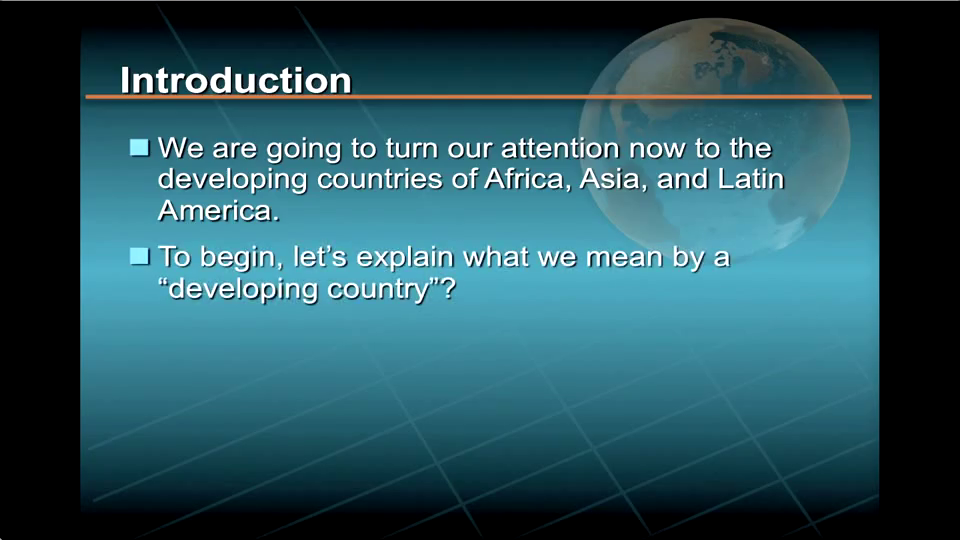 Introduction
We are going to turn our attention now to the
developing countries of Africa, Asia, and Latin
America.
To begin, let’s explain what we mean by a
“developing country”?